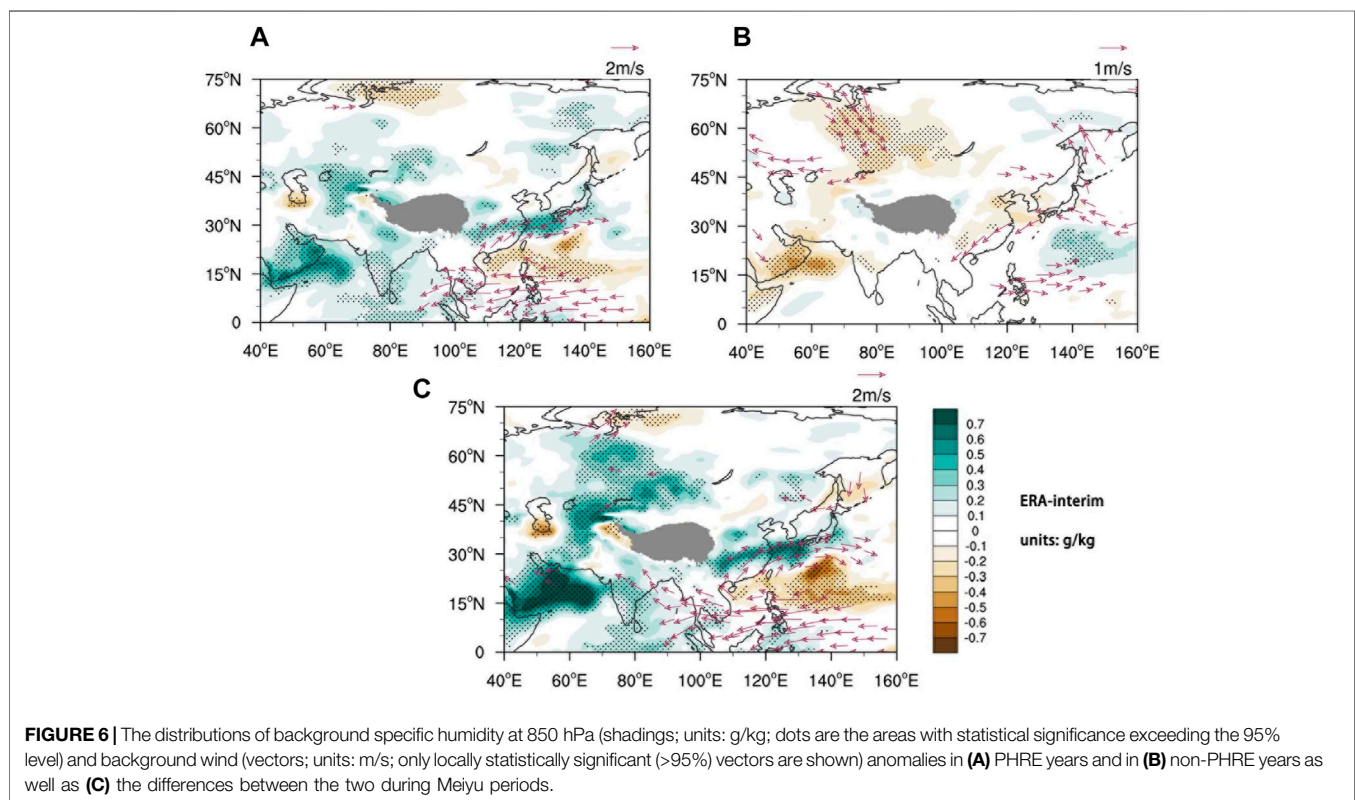 A
2m/s
75°N
60°N
45°N
30°N
15°N
0
40°E 60°E 80°E 100°E 120°E 140°E 160°E
B
1m/s
75°N
60°N
45°N
30°N
15°N
0
40°E 60°E 80°E 100°E 120°E 140°E 160°E
C
2m/s
75°N
60°N
45°N
30°N
15°N
0
40°E 60°E 80°E 100°E 120°E 140°E 160°E
0.7
0.6
0.5
0.4
0.3
0.2
0.1
0
-0.1
-0.2
-0.3
-0.4
-0.5
-0.6
-0.7
ERA-interim
units: g/kg
FIGURE 6 | The distributions of background specific humidity at 850 hPa (shadings; units: g/kg; dots are the areas with statistical significance exceeding the 95%
level) and background wind (vectors; units: m/s; only locally statistically significant (>95%) vectors are shown) anomalies in (A) PHRE years and in (B) non-PHRE years as
well as (C) the differences between the two during Meiyu periods.